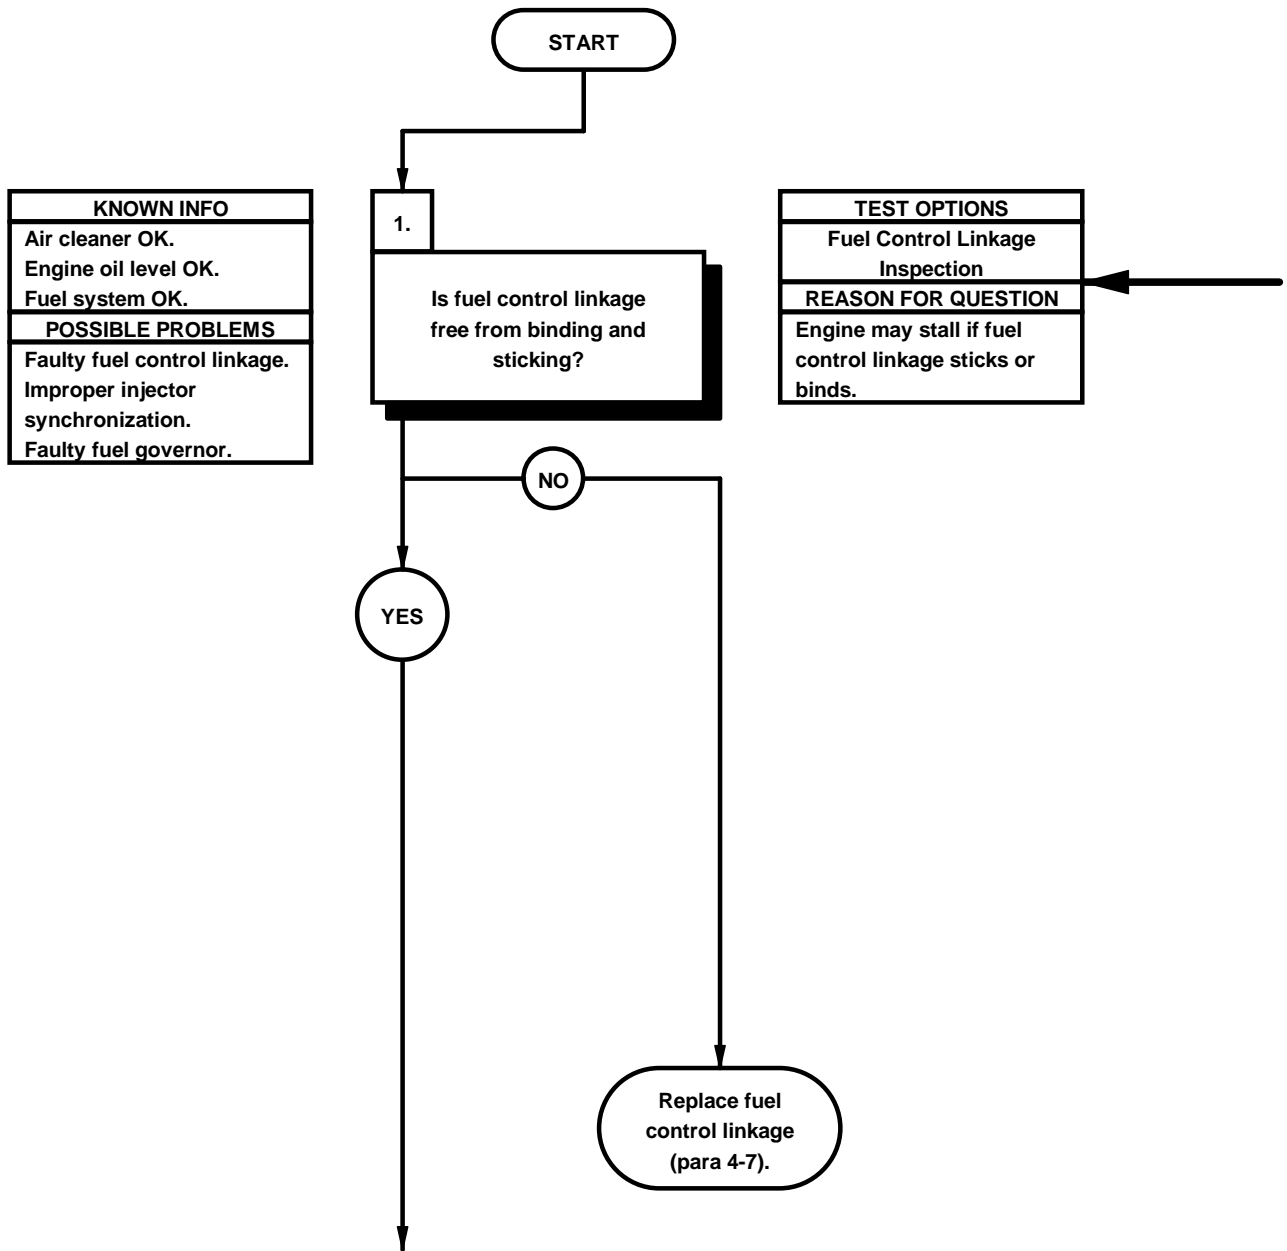 START
KNOWN INFO
Air cleaner OK.
Engine oil level OK.
Fuel system OK.
POSSIBLE PROBLEMS
Faulty fuel control linkage.
Improper injector
synchronization.
Faulty fuel governor.
1.
Is fuel control linkage
free from binding and
sticking?
TEST OPTIONS
Fuel Control Linkage
Inspection
REASON FOR QUESTION
Engine may stall if fuel
control linkage sticks or
binds.
NO
YES
Replace fuel
control linkage
(para 4-7).